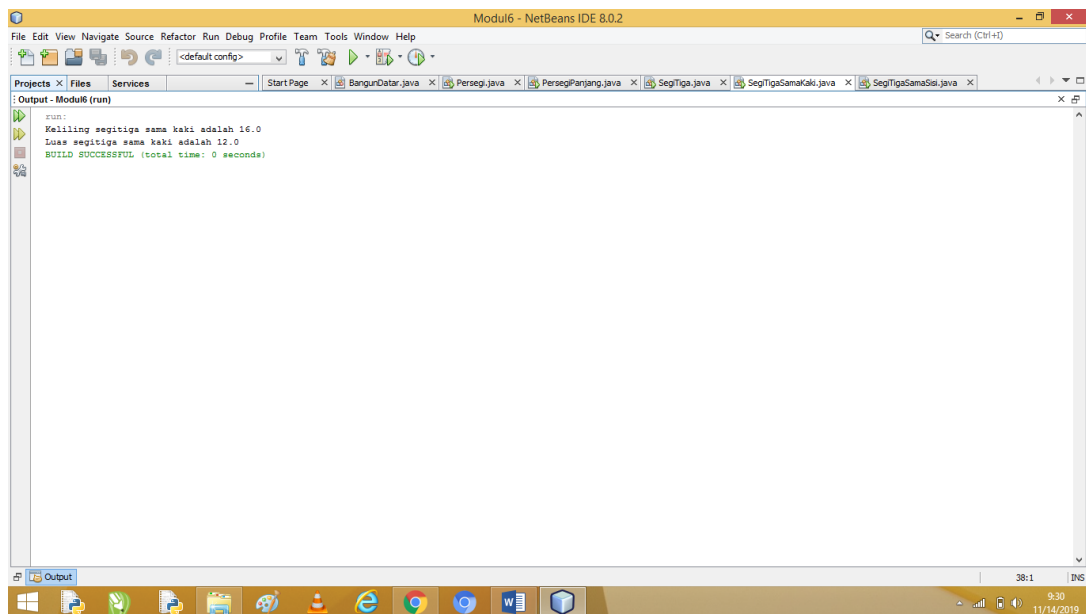 Modul6 - NetBeans IDE 8.0.2
File Edit View Navigate Source Refactor Run Debug Profile Team Tools Window Help
Search (Ctrl+I)
<default config>
Projects Files Services
Start Page BangunDatar.java Persegi.java PersegiPanjang.java SegiTiga.java SegiTigaSamaKaki.java SegiTigaSamaSisi.java
Output - Modul6 (run)
run:
Keliling segitiga sama kaki adalah 16.0
Luas segitiga sama kaki adalah 12.0
BUILD SUCCESSFUL (total time: 0 seconds)
Output
38:1 INS
9:30
11/14/2019